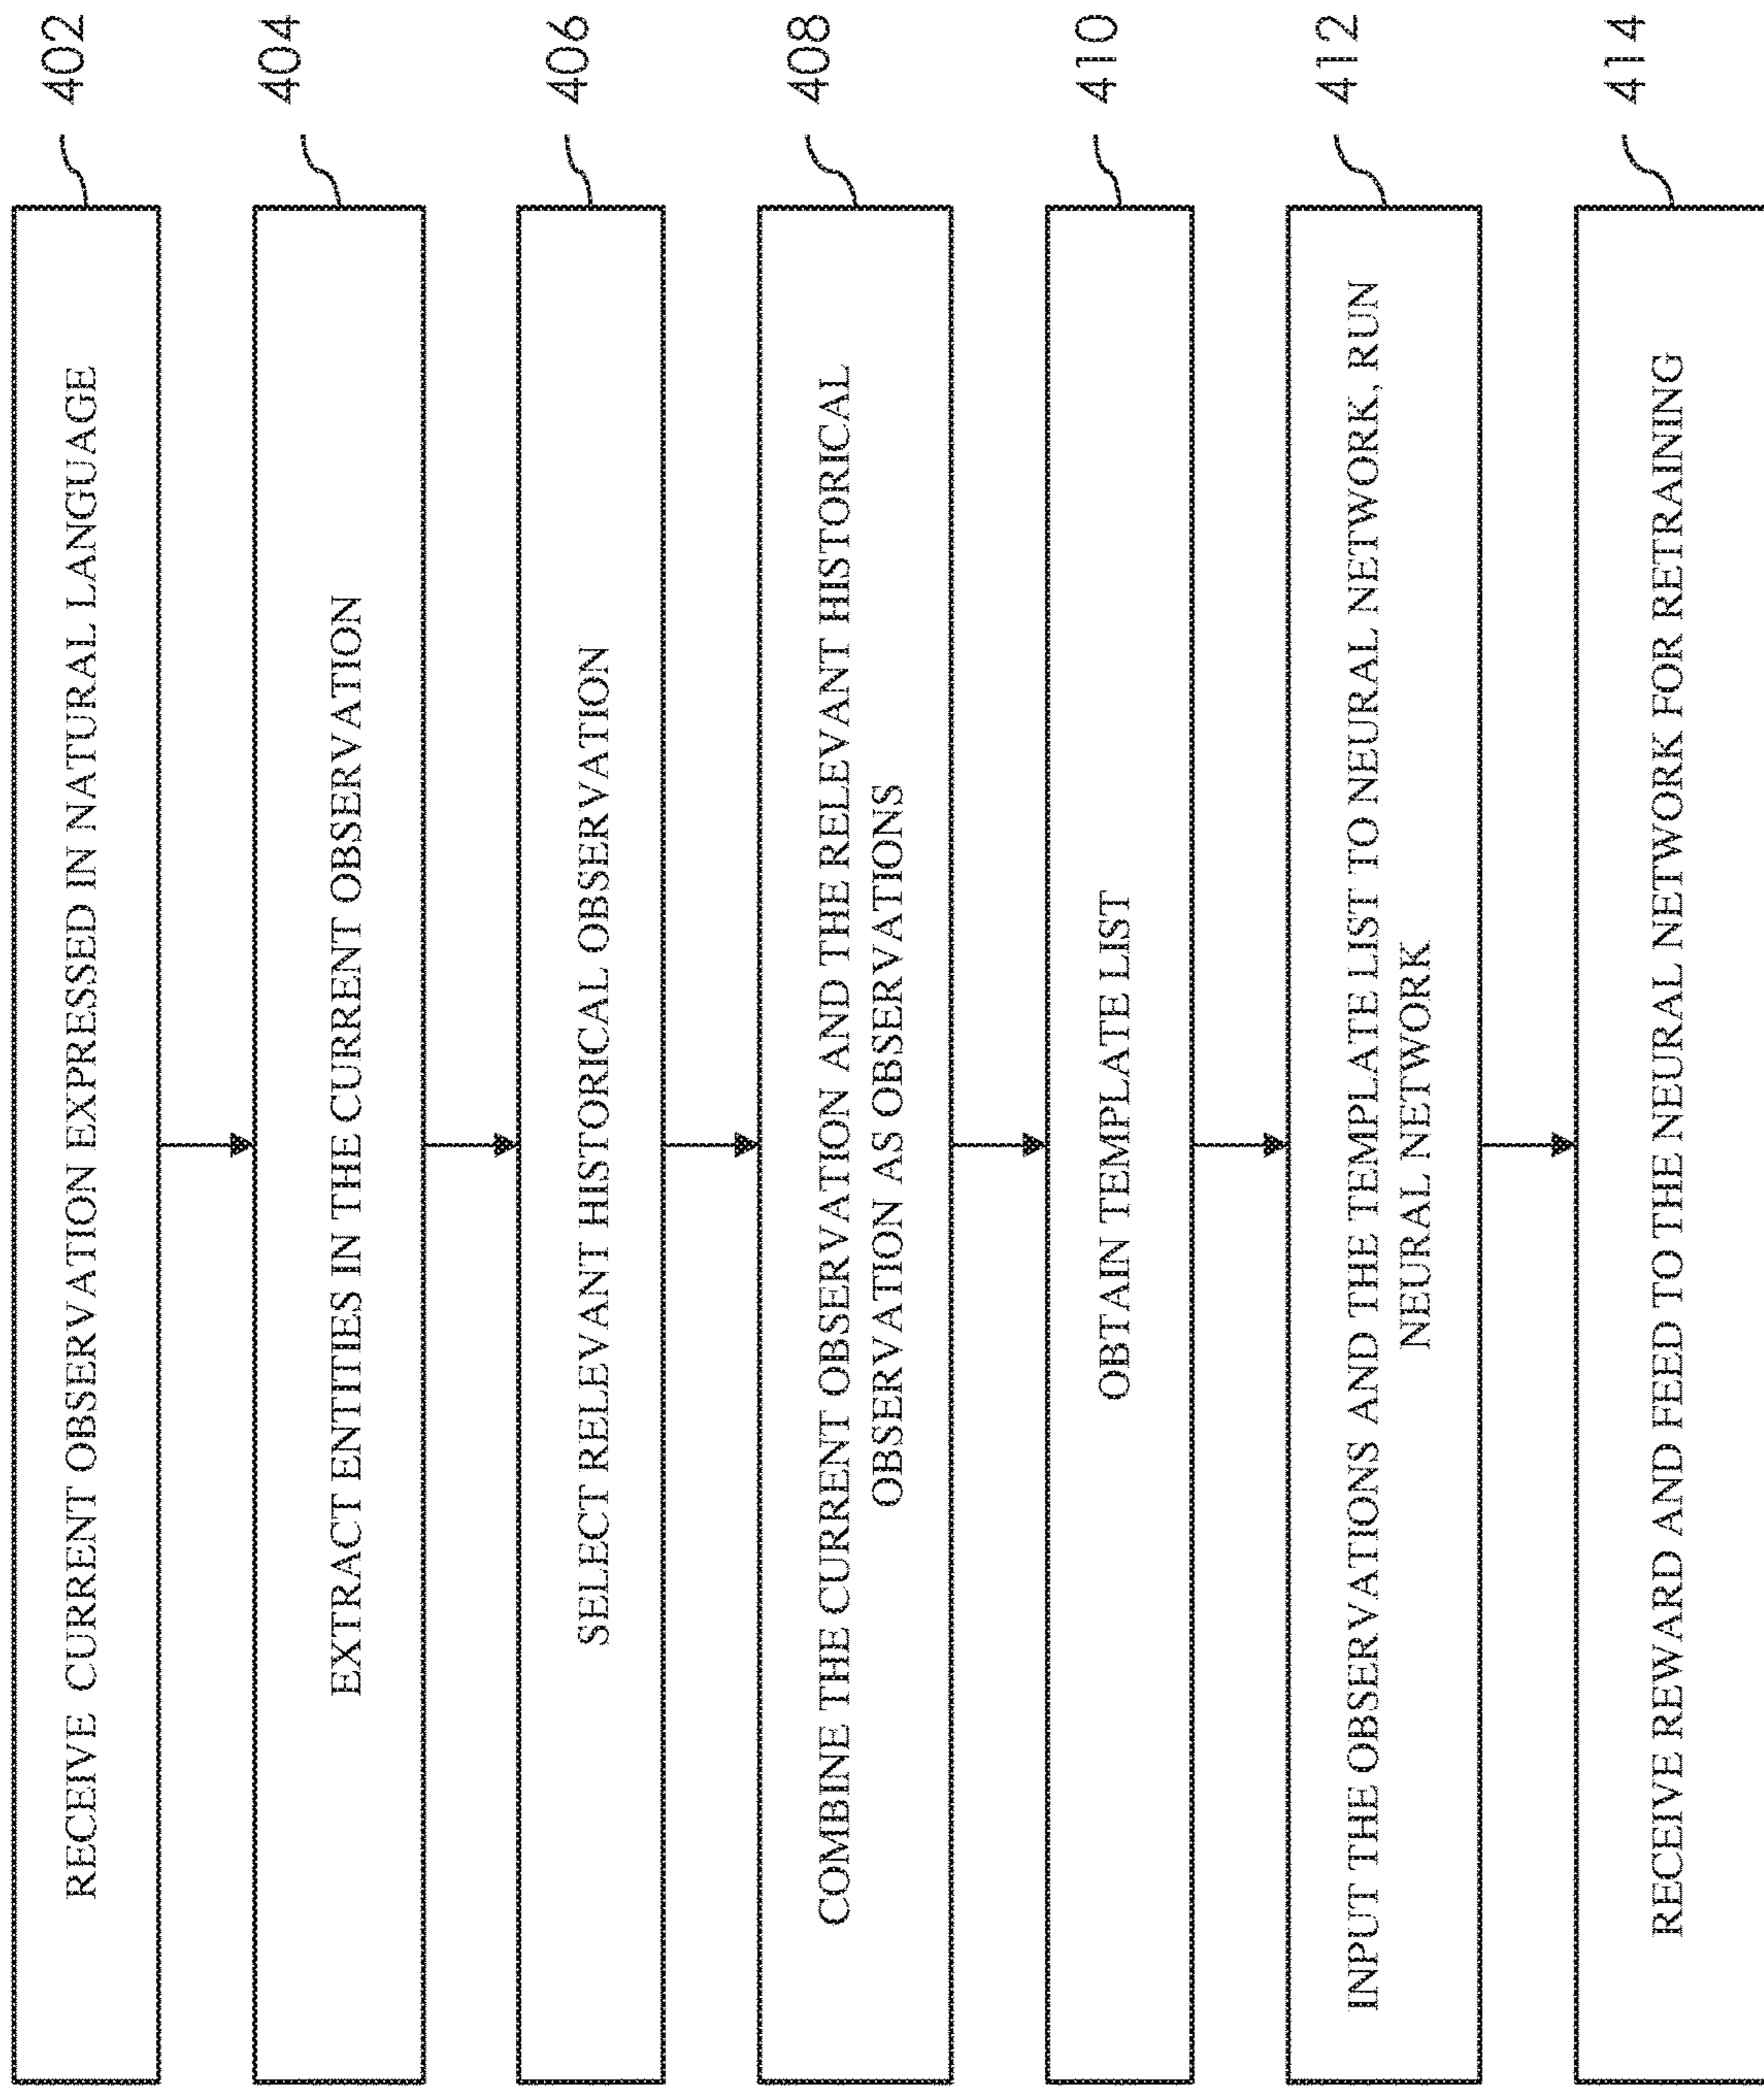 RECEIVE CURRENT OBSERVATION EXPRESSED IN NATURAL LANGUAGE
402
EXTRACT ENTITIES IN THE CURRENT OBSERVATION
404
SELECT RELEVANT HISTORICAL OBSERVATION
406
COMBINE THE CURRENT OBSERVATION AND THE RELEVANT HISTORICAL
OBSERVATION AS OBSERVATIONS
408
OBTAIN TEMPLATE LIST
410
INPUT THE OBSERVATIONS AND THE TEMPLATE LIST TO NEURAL NETWORK, RUN
NEURAL NETWORK
412
RECEIVE REWARD AND FEED TO THE NEURAL NETWORK FOR RETRAINING
414